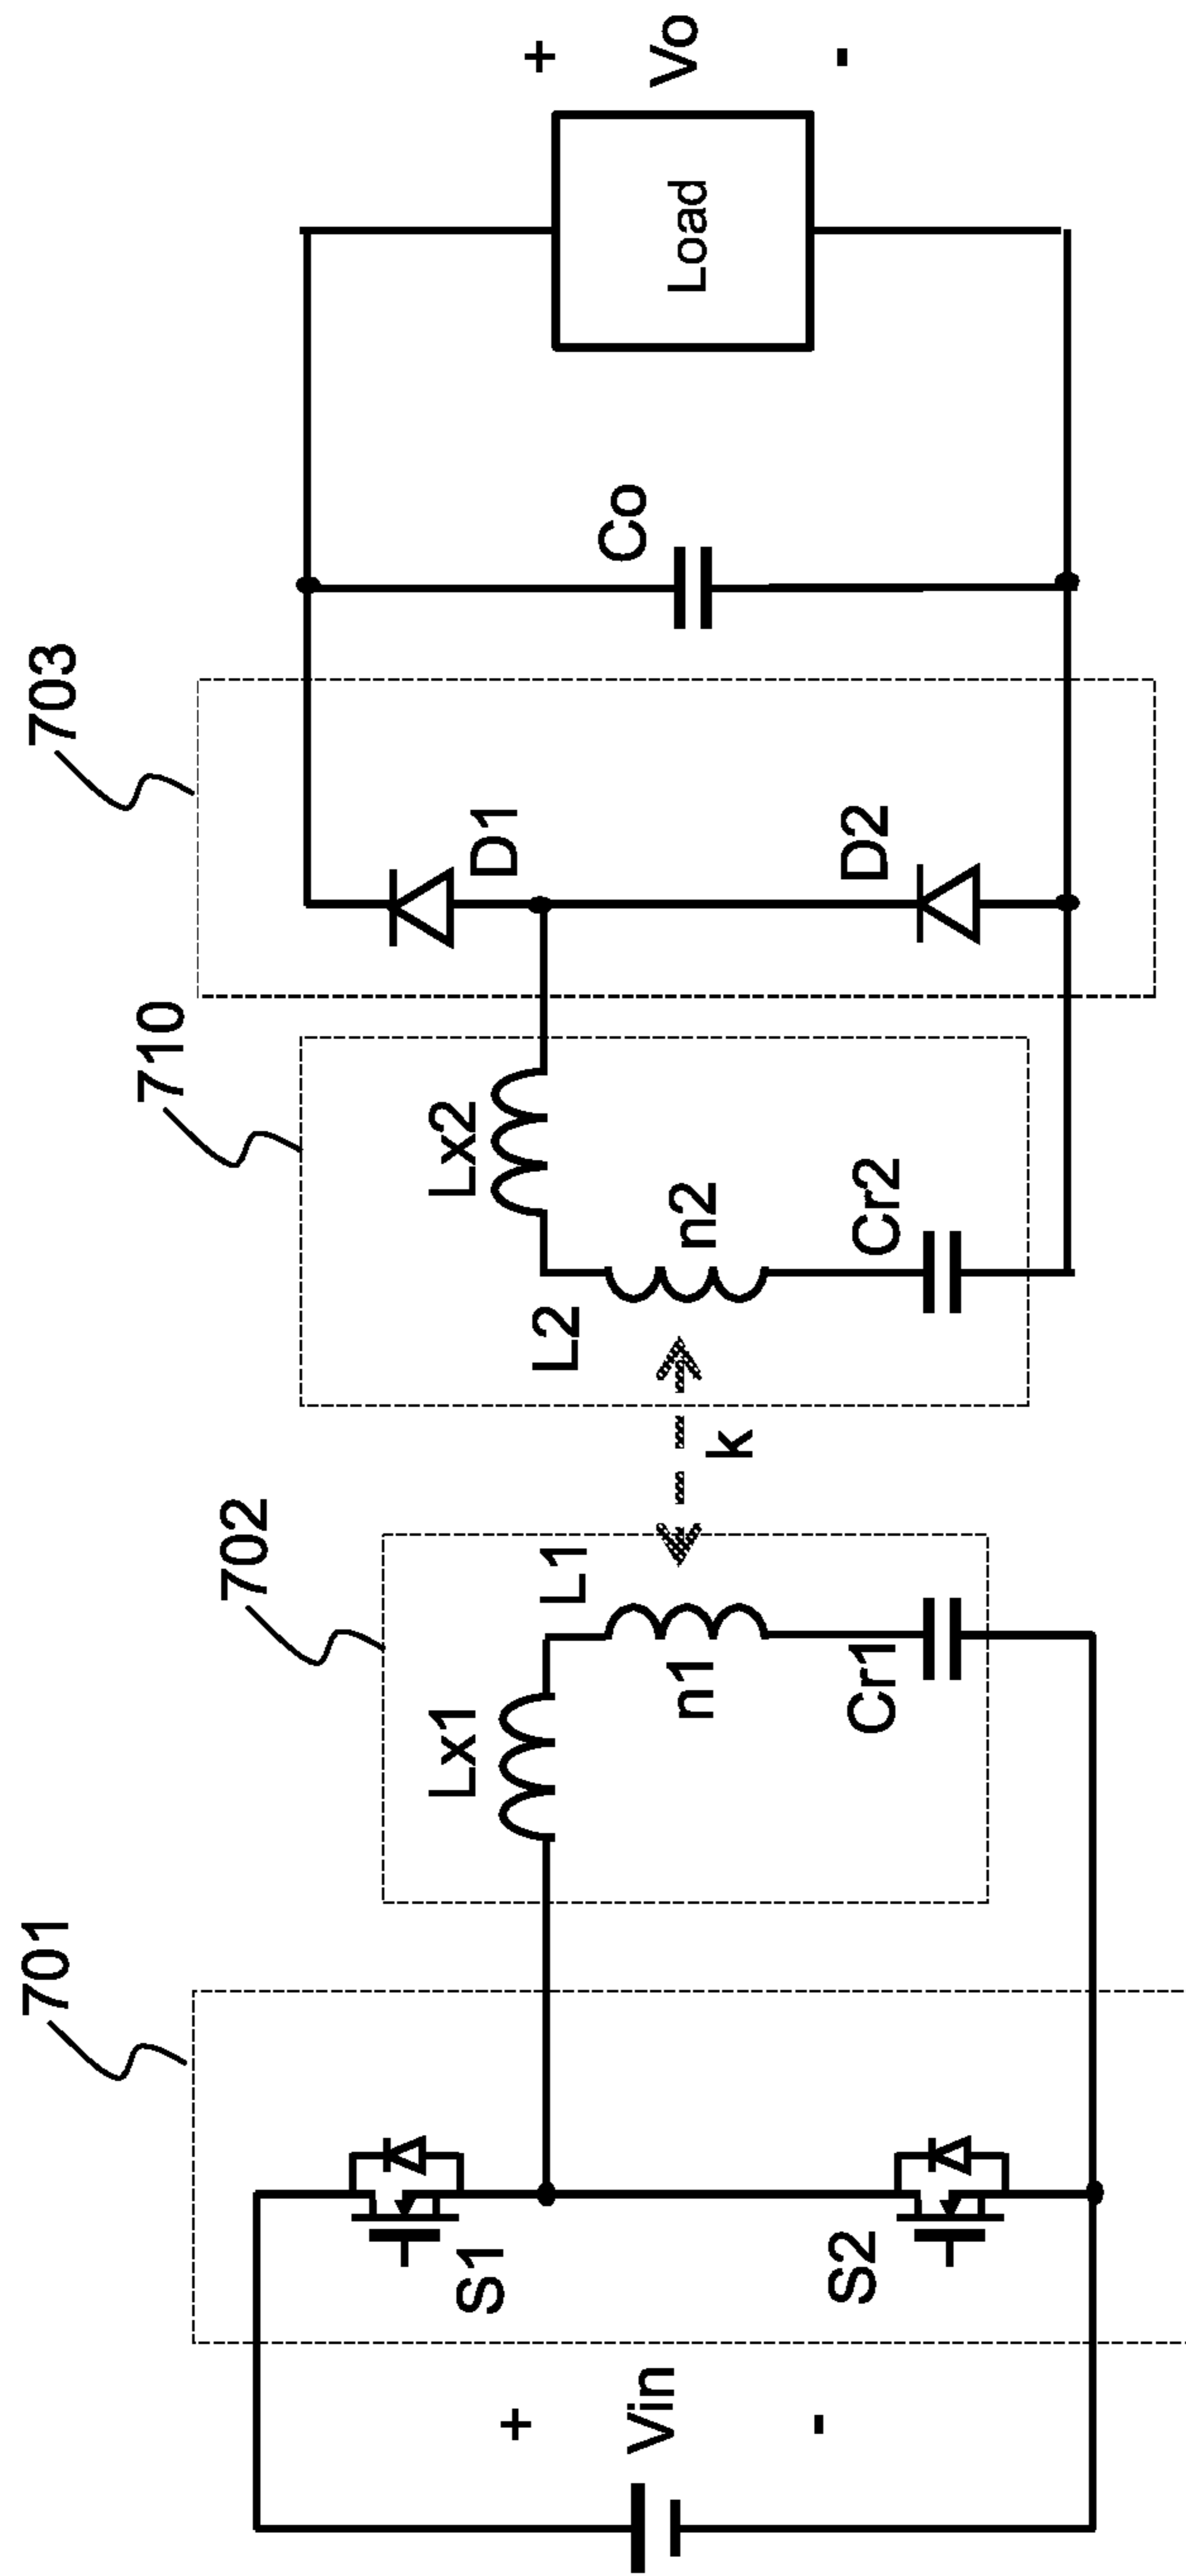 701
702
710
703
Vin
+
-
S1
S2
Lx1
L1
n1
Cr1
k
Lx2
L2
n2
Cr2
D1
D2
Co
Load
+
Vo
-